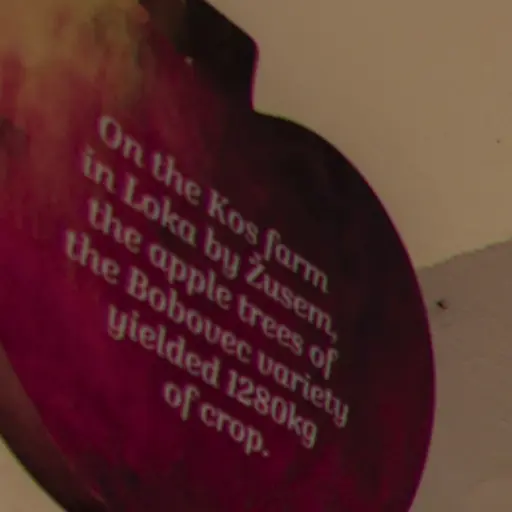 On the Kos farm
in Loka by Žusem,
the apple trees of
the Bobovec variety
yielded 1280kg
of crop.